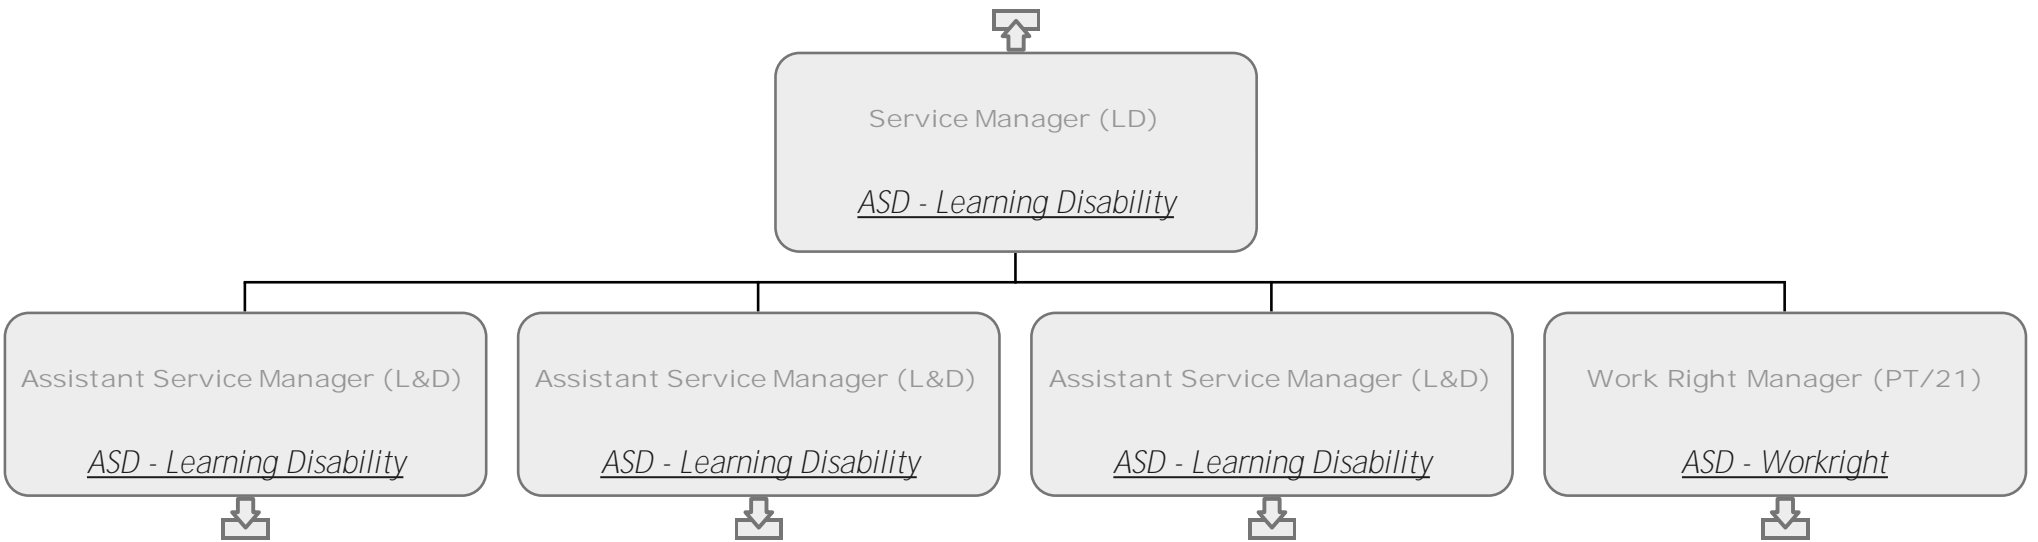 Service Manager (LD)
ASD - Learning Disability
Assistant Service Manager (L&D)
ASD - Learning Disability
Assistant Service Manager (L&D)
ASD - Learning Disability
Assistant Service Manager (L&D)
ASD - Learning Disability
Work Right Manager (PT/21)
ASD - Workright